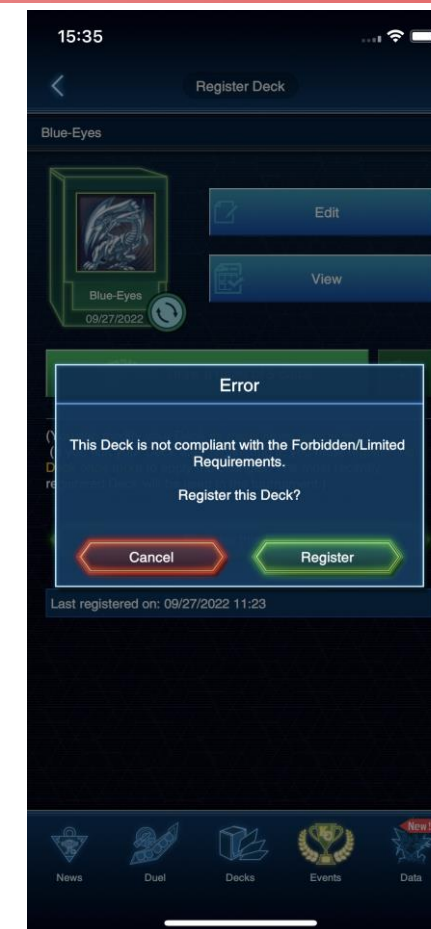 15:35
Register Deck
Blue-Eyes
Edit
View
Blue-Eyes
09/27/2022
Error
This Deck is not compliant with the Forbidden/Limited
Requirements.
Register this Deck?
Cancel
Register
Last registered on: 09/27/2022 11:23
New!
News
Duel
Decks
Events
Data